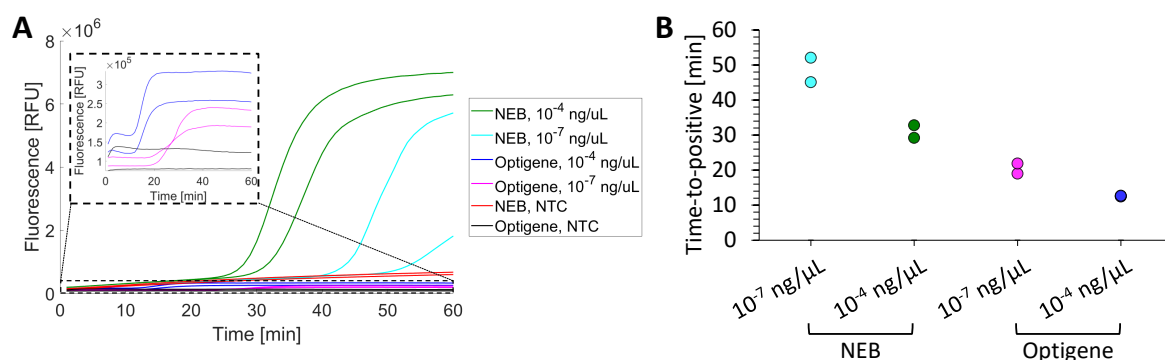 A
× 10⁶
8
6
4
2
0
Fluorescence [RFU]
0 10 20 30 40 50 60
Time [min]
× 10⁵
3
2.5
2
1.5
1
Fluorescence [RFU]
0 20 40 60
Time [min]
NEB, 10⁻⁴ ng/uL
NEB, 10⁻⁷ ng/uL
Optigene, 10⁻⁴ ng/uL
Optigene, 10⁻⁷ ng/uL
NEB, NTC
Optigene, NTC
B
Time-to-positive [min]
60
50
40
30
20
10
0
10⁻⁷ ng/µL 10⁻⁴ ng/µL 10⁻⁷ ng/µL 10⁻⁴ ng/µL
NEB Optigene